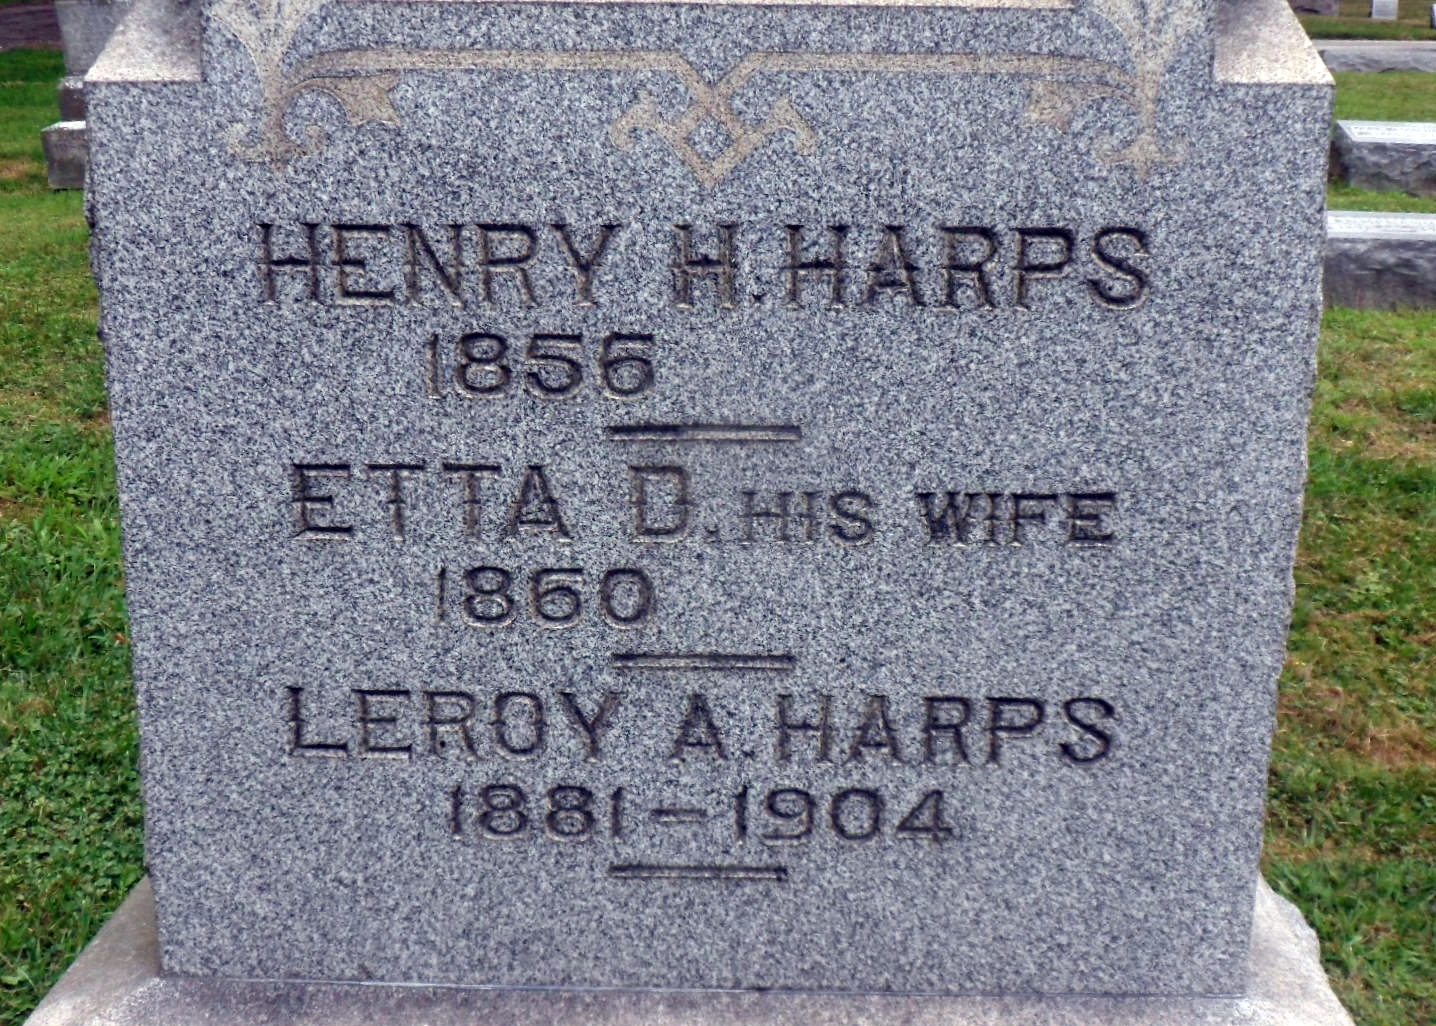 HENRY H. HARPS
1856
ETTA D. HIS WIFE
1860
LEROY A. HARPS
1881-1904